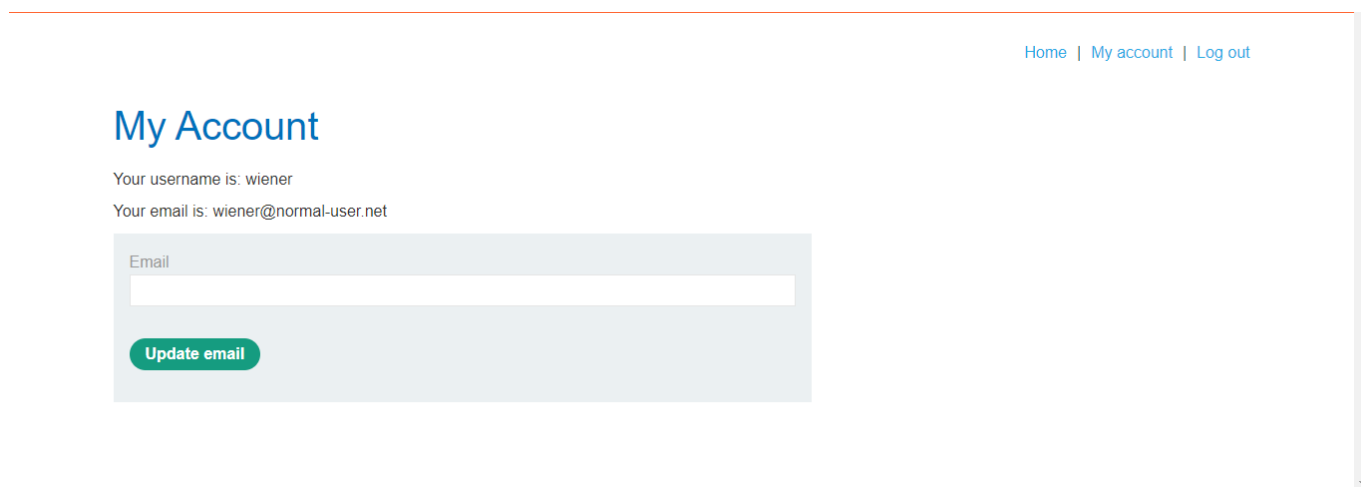 Home | My account | Log out
My Account
Your username is: wiener
Your email is: wiener@normal-user.net
Email
Update email